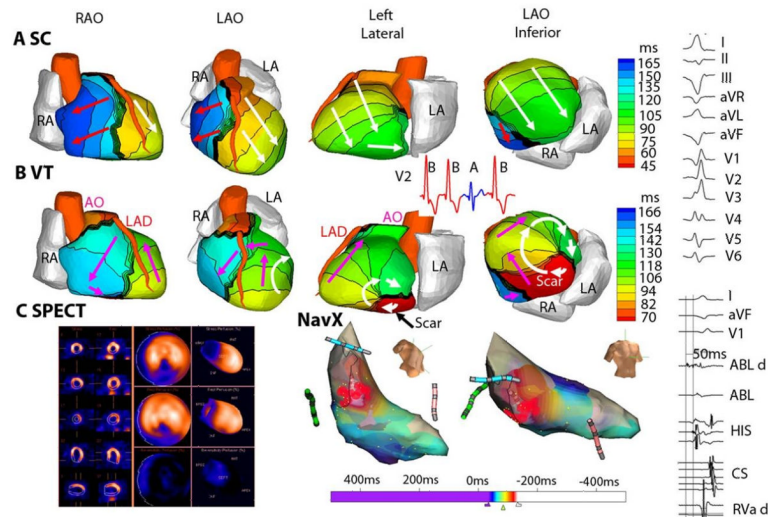 RAO
LAO
Left
Lateral
LAO
Inferior
A SC
LA
RA
RA
LA
LA
RA
ms
165
150
135
120
105
90
75
60
45
I
II
III
aVR
aVL
aVF
V1
V2
V3
V4
V5
V6
V2
B
B
A
B
B VT
AO
LAD
RA
RA
LA
LAD
AO
LA
Scar
Scar
RA
LA
ms
166
154
142
130
118
106
94
82
70
C SPECT
NavX
I
aVF
V1
50ms
ABL d
ABL
HIS
CS
RVa d
400ms
200ms
0ms
-200ms
-400ms